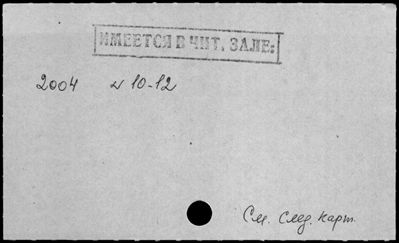 ИМЕЕТСЯ В ЧИТ. ЗАЛЕ:
2004 № 10-12
См. След. карт.